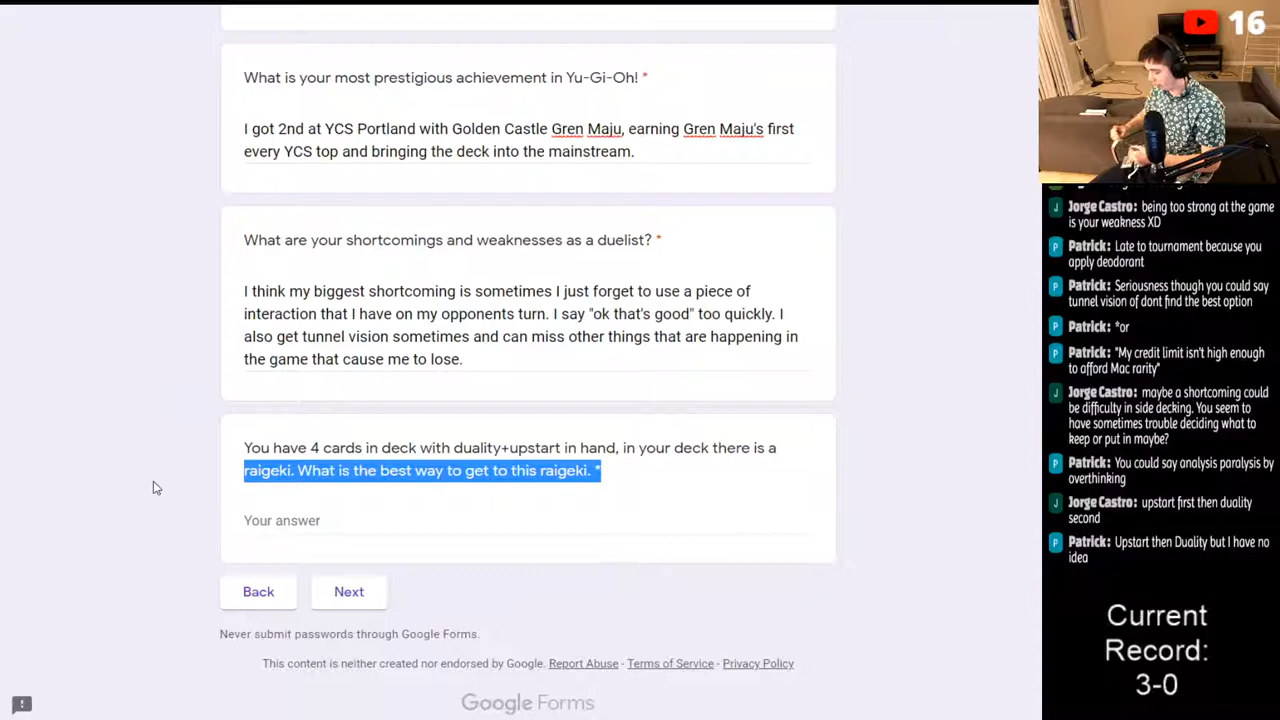 What is your most prestigious achievement in Yu-Gi-Oh! *
I got 2nd at YCS Portland with Golden Castle Gren Maju, earning Gren Maju's first
every YCS top and bringing the deck into the mainstream.
What are your shortcomings and weaknesses as a duelist? *
I think my biggest shortcoming is sometimes I just forget to use a piece of
interaction that I have on my opponents turn. I say "ok that's good" too quickly. I
also get tunnel vision sometimes and can miss other things that are happening in
the game that cause me to lose.
You have 4 cards in deck with duality+upstart in hand, in your deck there is a
raigeki. What is the best way to get to this raigeki. *
Your answer
Back
Next
Never submit passwords through Google Forms.
This content is neither created nor endorsed by Google. Report Abuse - Terms of Service - Privacy Policy
Google Forms
16
J Jorge Castro: being too strong at the game
is your weakness XD
P Patrick: Late to tournament because you
apply deodorant
P Patrick: Seriousness though you could say
tunnel vision of dont find the best option
P Patrick: *or
P Patrick: "My credit limit isn't high enough
to afford Mac rarity"
J Jorge Castro: maybe a shortcoming could
be difficulty in side decking. You seem to
have sometimes trouble deciding what to
keep or put in maybe?
P Patrick: You could say analysis paralysis by
overthinking
J Jorge Castro: upstart first then duality
second
P Patrick: Upstart then Duality but I have no
idea
Current
Record:
3-0